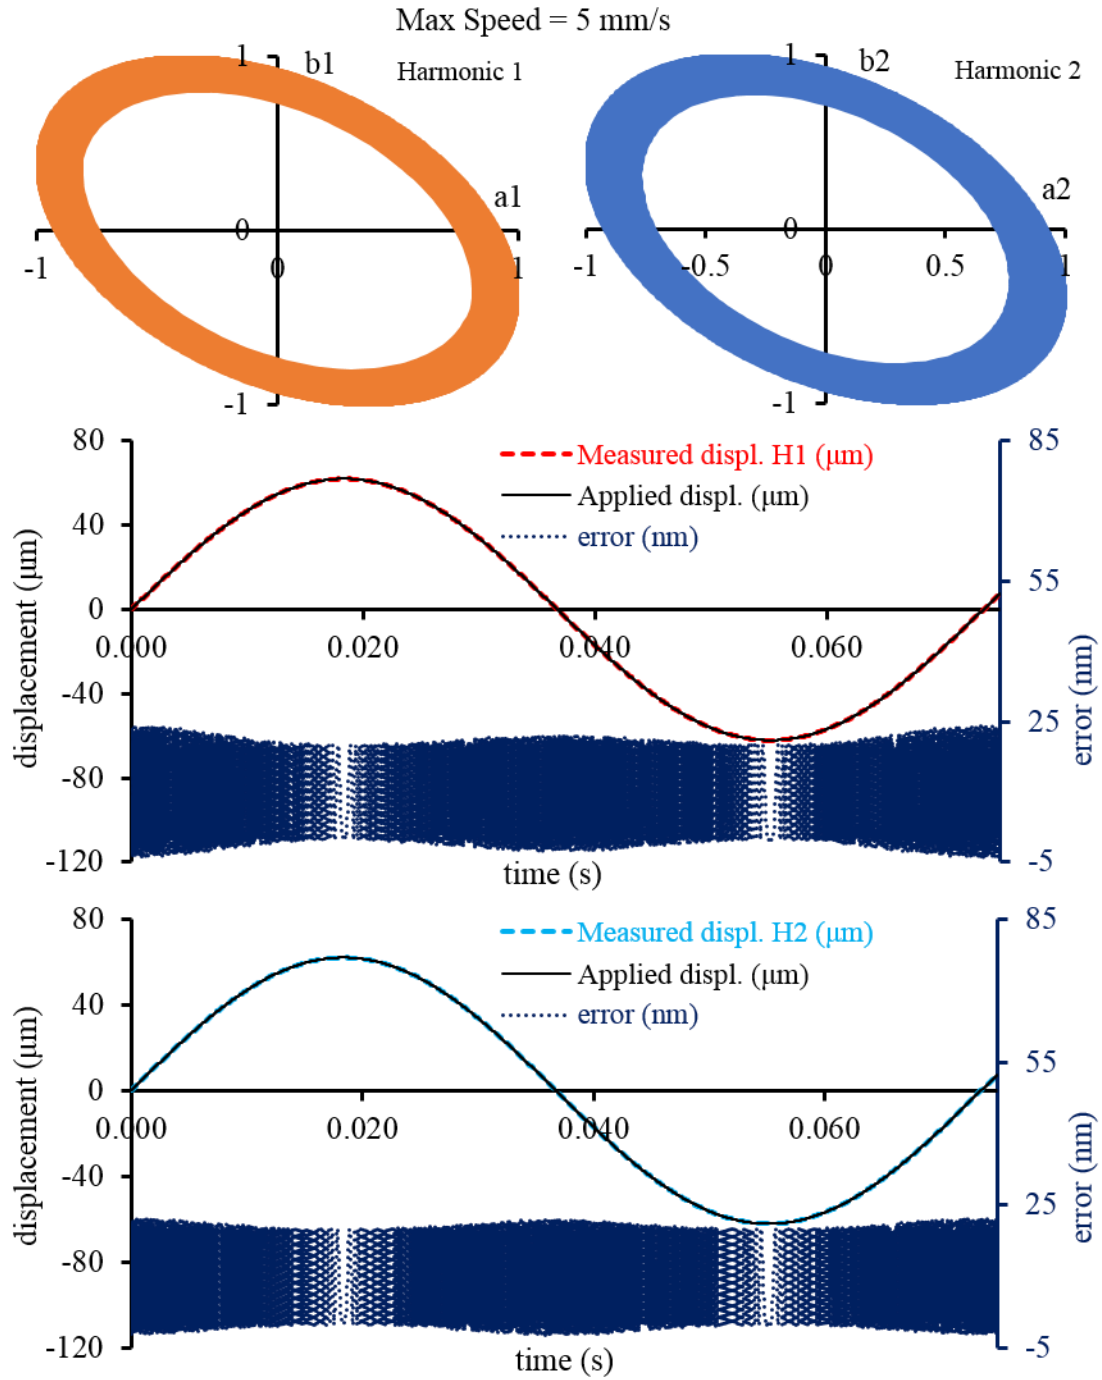 Max Speed = 5 mm/s
1 b1 Harmonic 1
a1
0
-1 0 1
-1
1 b2 Harmonic 2
a2
0
-1 -0.5 0 0.5 1
-1
80 85
Measured displ. H1 (μm)
Applied displ. (μm)
error (nm)
40
55
0
0.000 0.020 0.040 0.060
-40
25
-80
-120 -5
displacement (μm)
error (nm)
time (s)
80 85
Measured displ. H2 (μm)
Applied displ. (μm)
error (nm)
40
55
0
0.000 0.020 0.040 0.060
-40
25
-80
-120 -5
displacement (μm)
error (nm)
time (s)